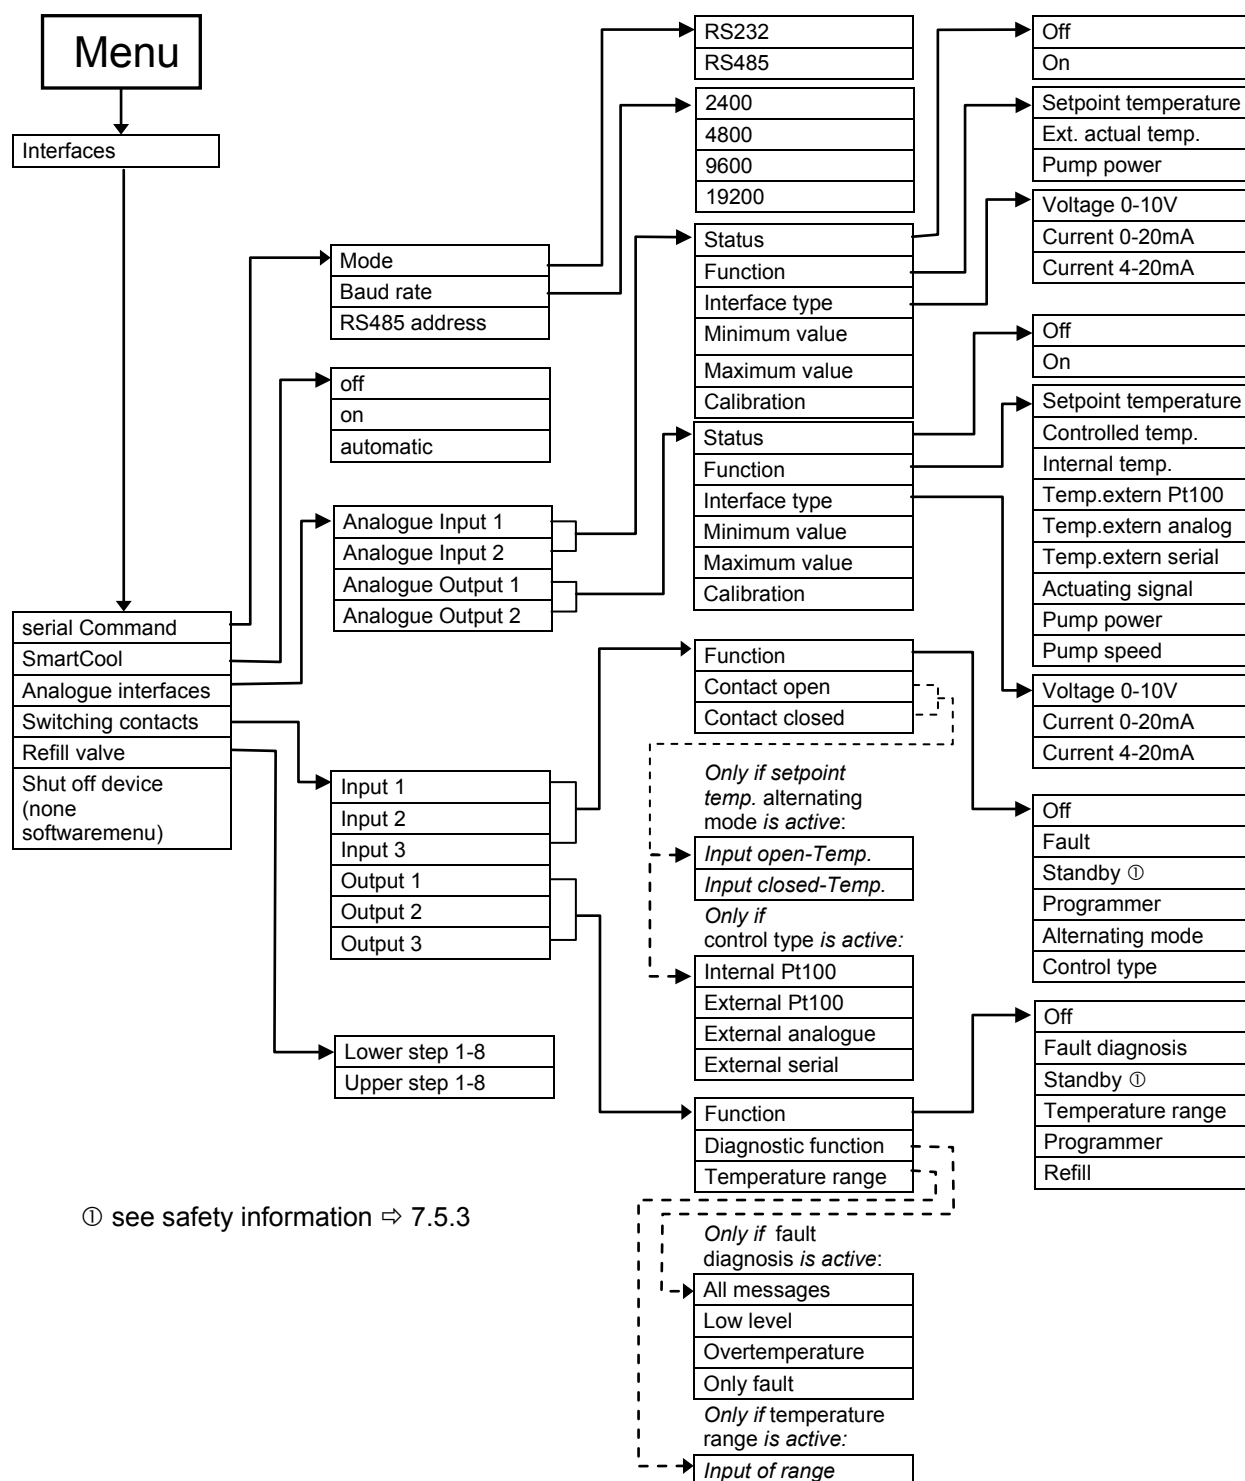 Menu
Interfaces
serial Command
SmartCool
Analogue interfaces
Switching contacts
Refill valve
Shut off device
(none
softwaremenu)
Mode
Baud rate
RS485 address
off
on
automatic
Analogue Input 1
Analogue Input 2
Analogue Output 1
Analogue Output 2
Input 1
Input 2
Input 3
Output 1
Output 2
Output 3
Lower step 1-8
Upper step 1-8
RS232
RS485
2400
4800
9600
19200
Status
Function
Interface type
Minimum value
Maximum value
Calibration
Status
Function
Interface type
Minimum value
Maximum value
Calibration
Function
Contact open
Contact closed
Only if setpoint
temp. alternating
mode is active:
Input open-Temp.
Input closed-Temp.
Only if
control type is active:
Internal Pt100
External Pt100
External analogue
External serial
Function
Diagnostic function
Temperature range
Only if fault
diagnosis is active:
All messages
Low level
Overtemperature
Only fault
Only if temperature
range is active:
Input of range
Off
On
Setpoint temperature
Ext. actual temp.
Pump power
Voltage 0-10V
Current 0-20mA
Current 4-20mA
Off
On
Setpoint temperature
Controlled temp.
Internal temp.
Temp.extern Pt100
Temp.extern analog
Temp.extern serial
Actuating signal
Pump power
Pump speed
Voltage 0-10V
Current 0-20mA
Current 4-20mA
Off
Fault
Standby ①
Programmer
Alternating mode
Control type
Off
Fault diagnosis
Standby ①
Temperature range
Programmer
Refill
① see safety information ⇨ 7.5.3